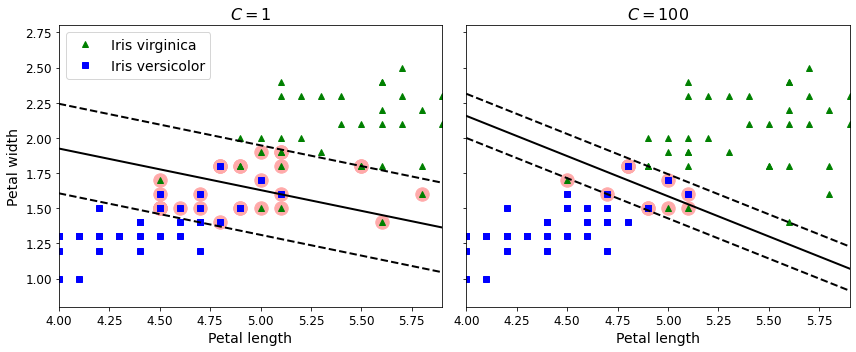 C = 1
C = 100
Iris virginica
Iris versicolor
Petal width
2.75
2.50
2.25
2.00
1.75
1.50
1.25
1.00
4.00 4.25 4.50 4.75 5.00 5.25 5.50 5.75
4.00 4.25 4.50 4.75 5.00 5.25 5.50 5.75
Petal length
Petal length